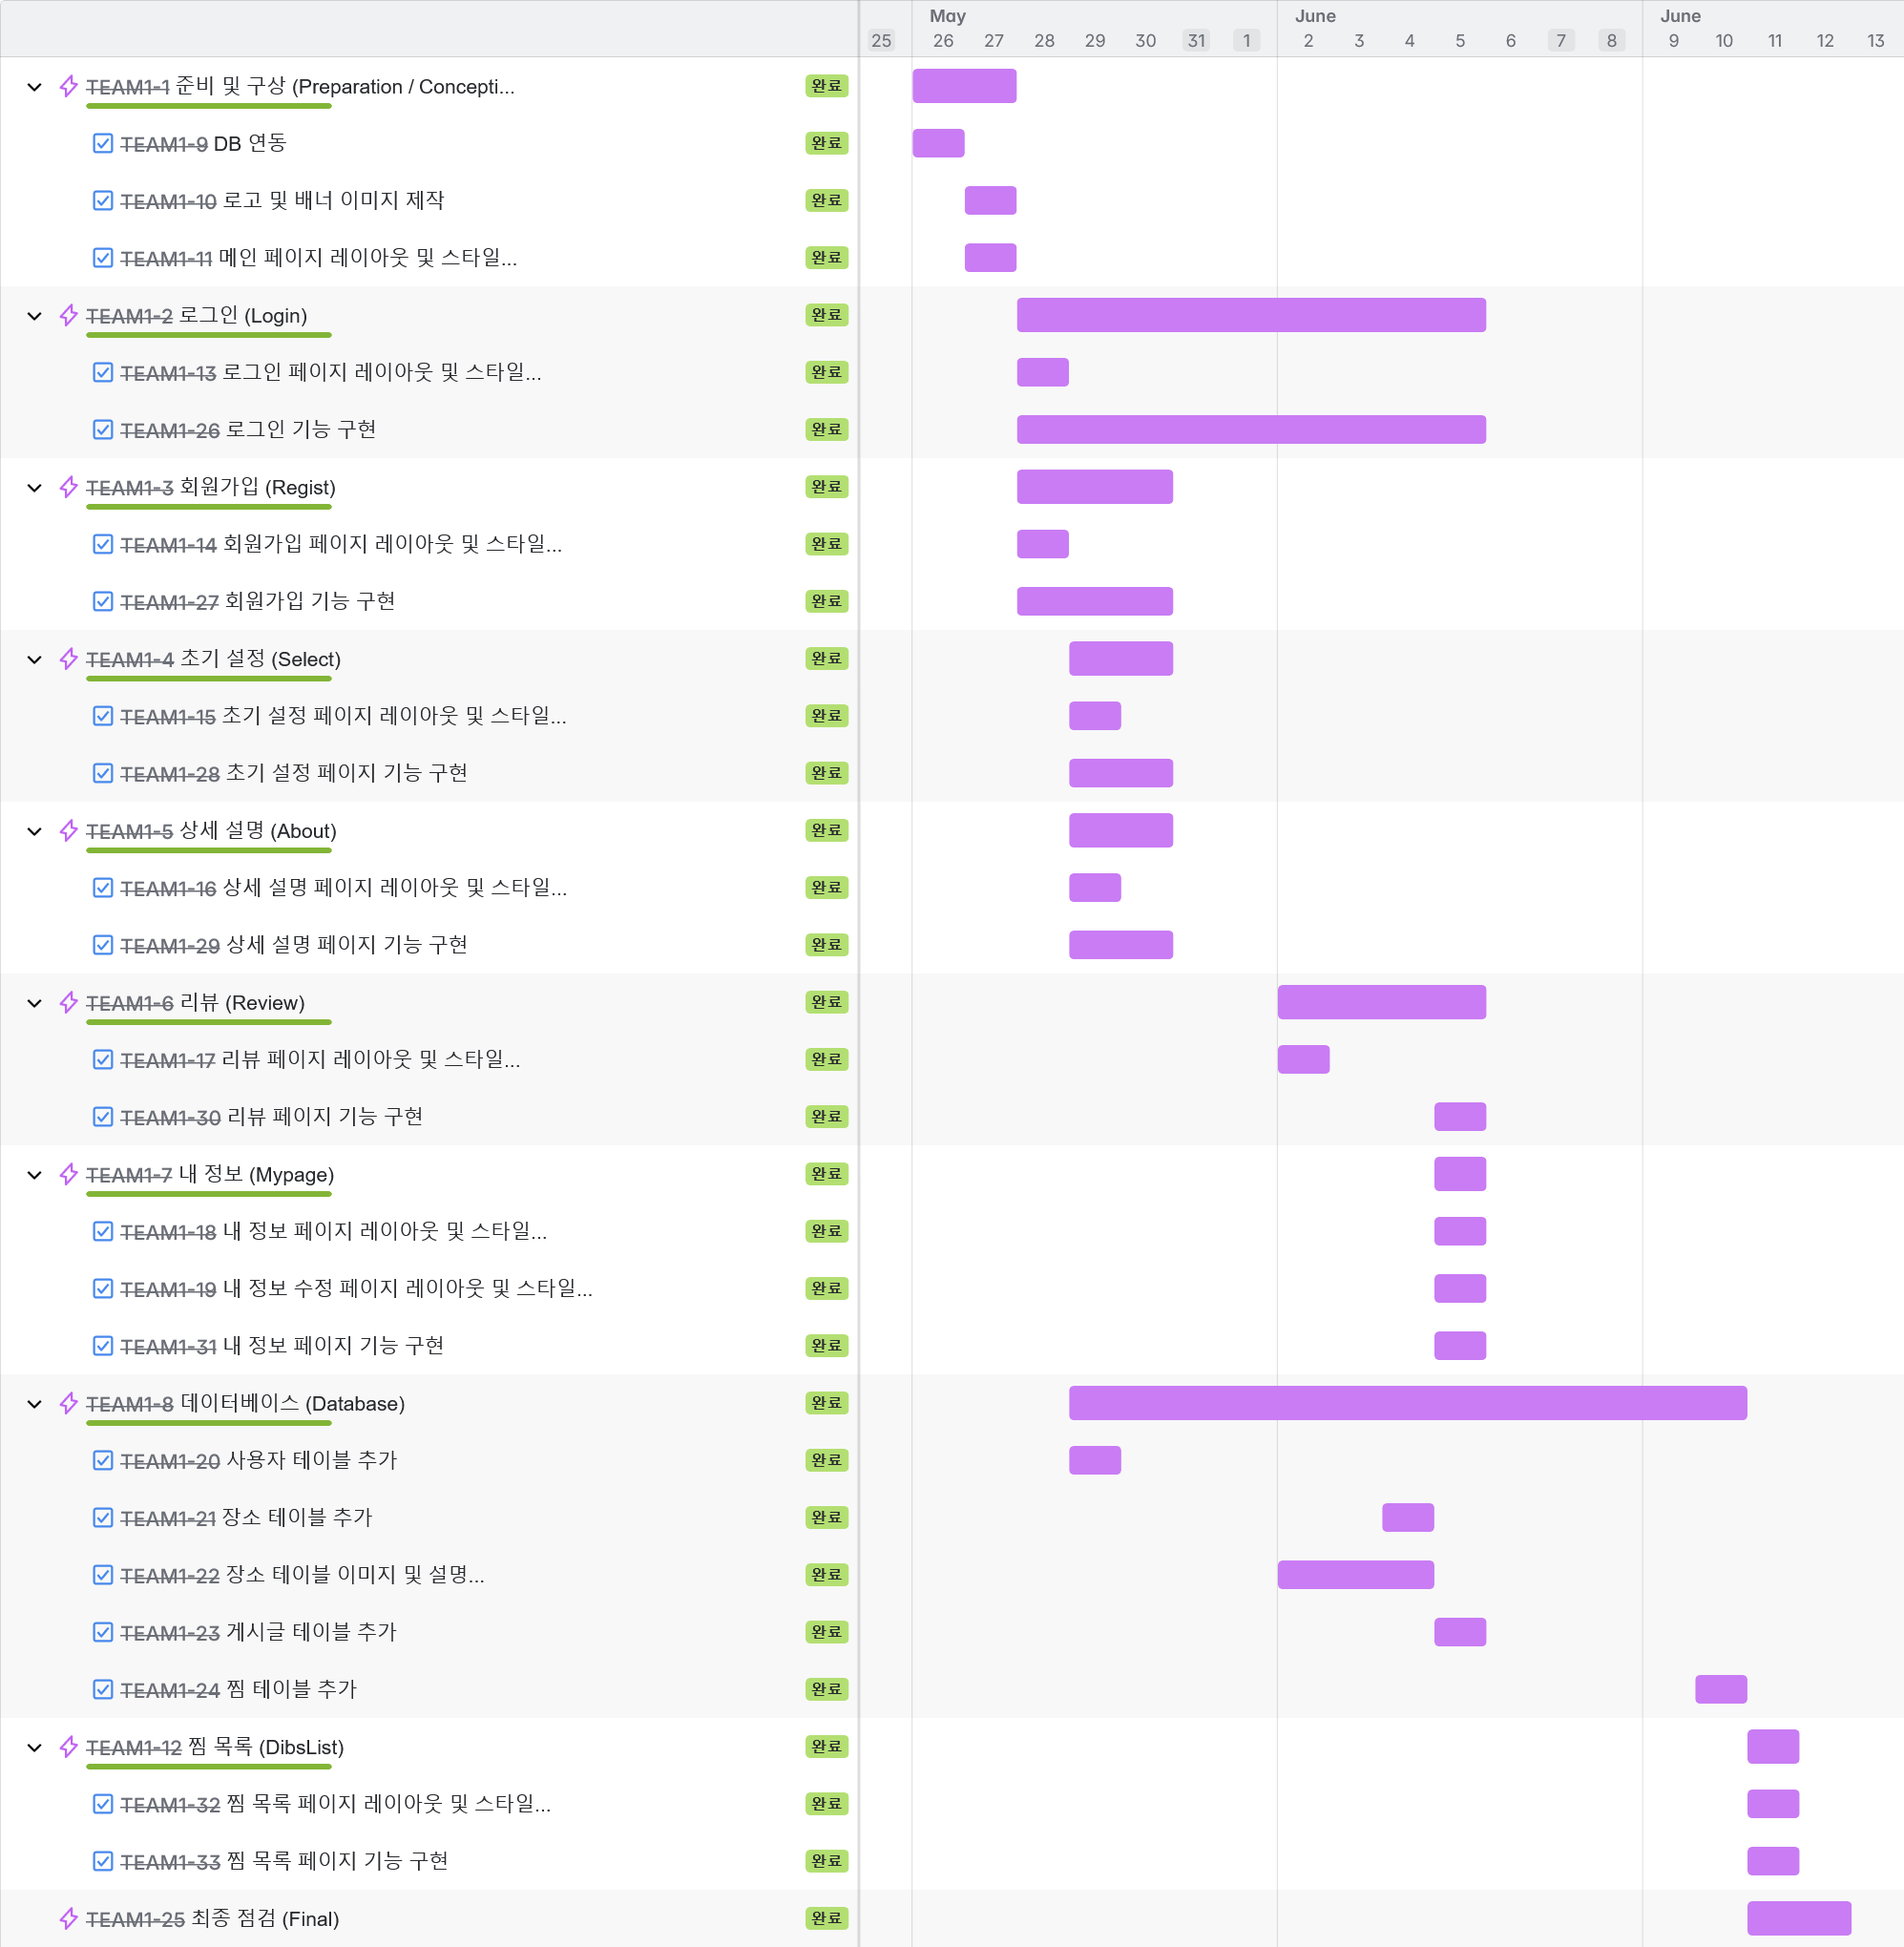 May June June
25 26 27 28 29 30 31 1 2 3 4 5 6 7 8 9 10 11 12 13
TEAM1-1 준비 및 구상 (Preparation / Concepti... 완료
TEAM1-9 DB 연동 완료
TEAM1-10 로고 및 배너 이미지 제작 완료
TEAM1-11 메인 페이지 레이아웃 및 스타일... 완료
TEAM1-2 로그인 (Login) 완료
TEAM1-13 로그인 페이지 레이아웃 및 스타일... 완료
TEAM1-26 로그인 기능 구현 완료
TEAM1-3 회원가입 (Regist) 완료
TEAM1-14 회원가입 페이지 레이아웃 및 스타일... 완료
TEAM1-27 회원가입 기능 구현 완료
TEAM1-4 초기 설정 (Select) 완료
TEAM1-15 초기 설정 페이지 레이아웃 및 스타일... 완료
TEAM1-28 초기 설정 페이지 기능 구현 완료
TEAM1-5 상세 설명 (About) 완료
TEAM1-16 상세 설명 페이지 레이아웃 및 스타일... 완료
TEAM1-29 상세 설명 페이지 기능 구현 완료
TEAM1-6 리뷰 (Review) 완료
TEAM1-17 리뷰 페이지 레이아웃 및 스타일... 완료
TEAM1-30 리뷰 페이지 기능 구현 완료
TEAM1-7 내 정보 (Mypage) 완료
TEAM1-18 내 정보 페이지 레이아웃 및 스타일... 완료
TEAM1-19 내 정보 수정 페이지 레이아웃 및 스타일... 완료
TEAM1-31 내 정보 페이지 기능 구현 완료
TEAM1-8 데이터베이스 (Database) 완료
TEAM1-20 사용자 테이블 추가 완료
TEAM1-21 장소 테이블 추가 완료
TEAM1-22 장소 테이블 이미지 및 설명... 완료
TEAM1-23 게시글 테이블 추가 완료
TEAM1-24 찜 테이블 추가 완료
TEAM1-12 찜 목록 (DibsList) 완료
TEAM1-32 찜 목록 페이지 레이아웃 및 스타일... 완료
TEAM1-33 찜 목록 페이지 기능 구현 완료
TEAM1-25 최종 점검 (Final) 완료